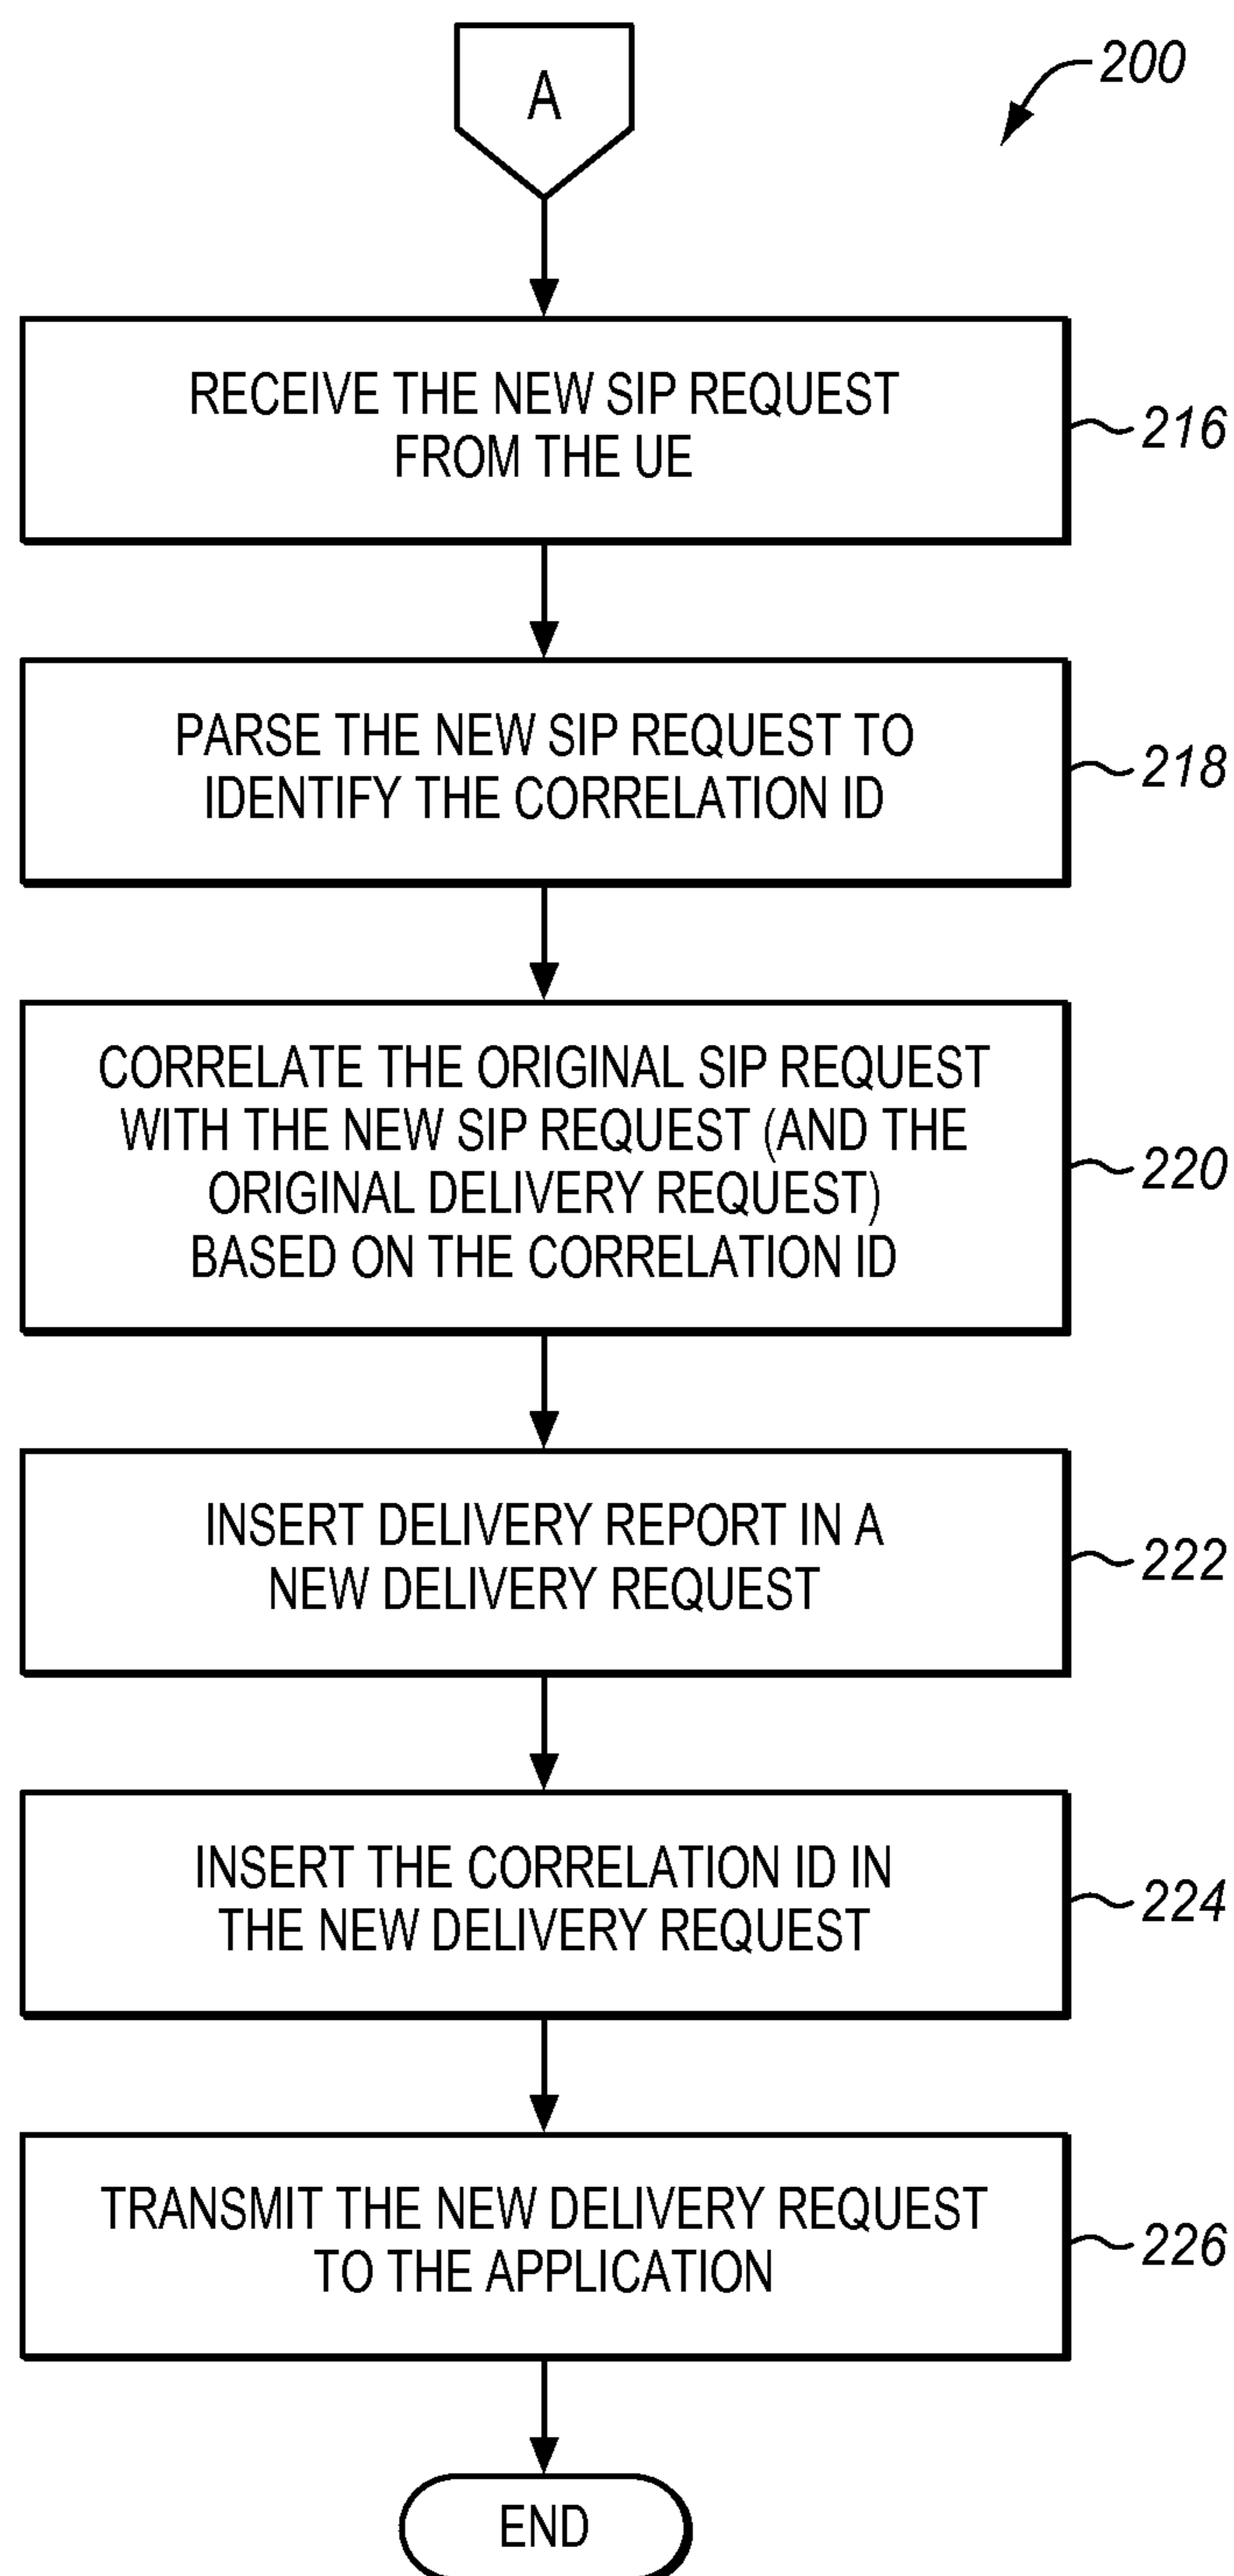 A
200
RECEIVE THE NEW SIP REQUEST
FROM THE UE
216
PARSE THE NEW SIP REQUEST TO
IDENTIFY THE CORRELATION ID
218
CORRELATE THE ORIGINAL SIP REQUEST
WITH THE NEW SIP REQUEST (AND THE
ORIGINAL DELIVERY REQUEST)
BASED ON THE CORRELATION ID
220
INSERT DELIVERY REPORT IN A
NEW DELIVERY REQUEST
222
INSERT THE CORRELATION ID IN
THE NEW DELIVERY REQUEST
224
TRANSMIT THE NEW DELIVERY REQUEST
TO THE APPLICATION
226
END